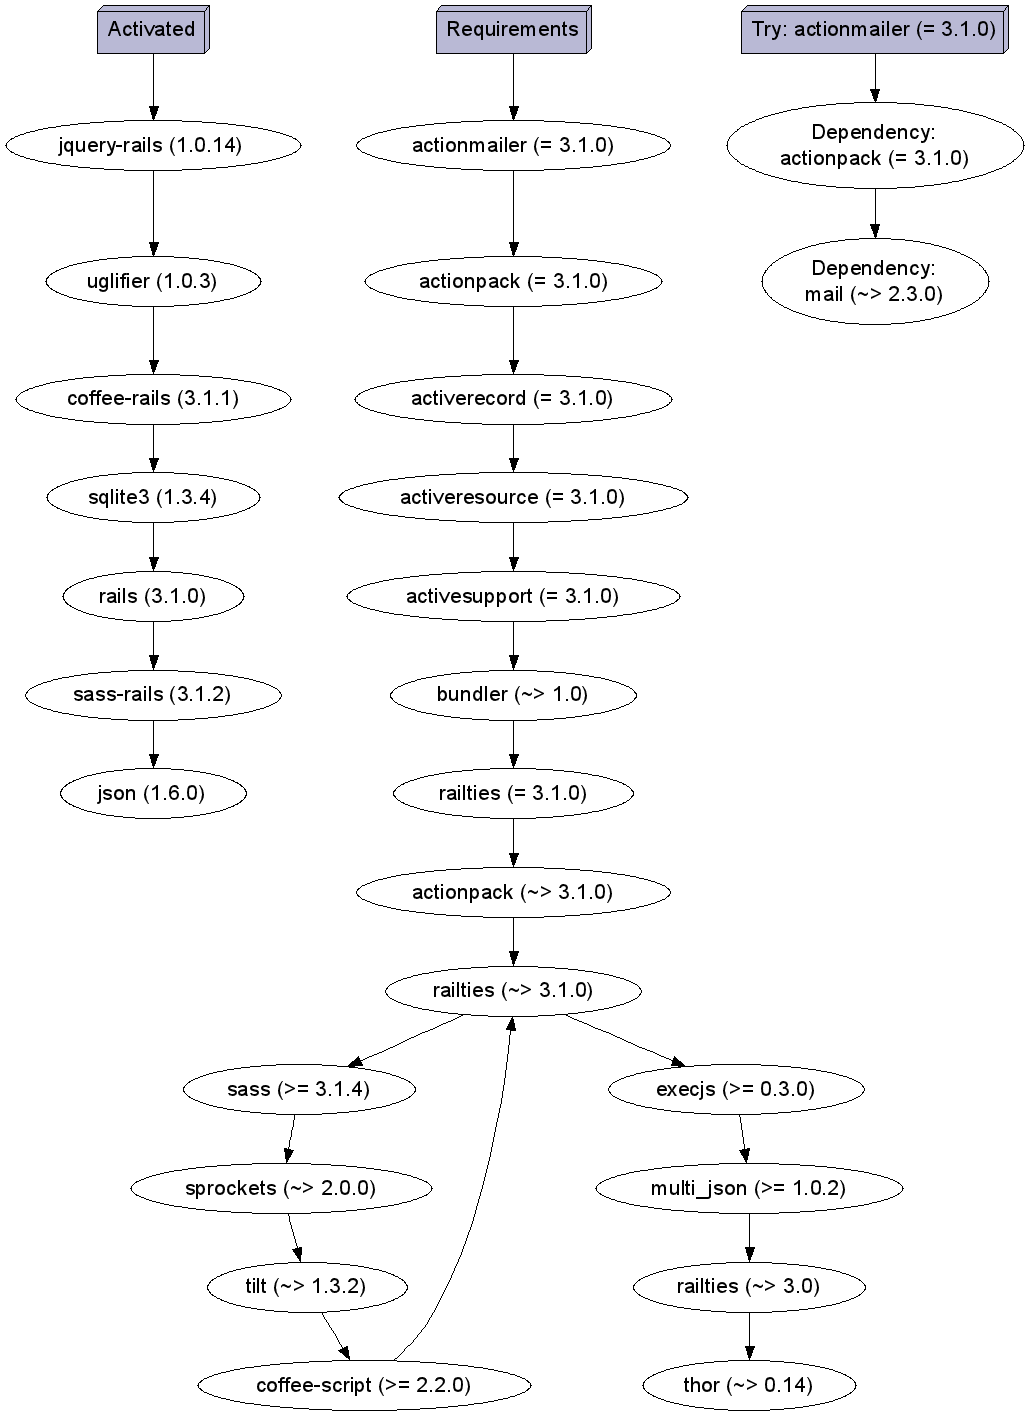 Activated
jquery-rails (1.0.14)
uglifier (1.0.3)
coffee-rails (3.1.1)
sqlite3 (1.3.4)
rails (3.1.0)
sass-rails (3.1.2)
json (1.6.0)
Requirements
actionmailer (= 3.1.0)
actionpack (= 3.1.0)
activerecord (= 3.1.0)
activeresource (= 3.1.0)
activesupport (= 3.1.0)
bundler (~> 1.0)
railties (= 3.1.0)
actionpack (~> 3.1.0)
railties (~> 3.1.0)
sass (>= 3.1.4)
sprockets (~> 2.0.0)
tilt (~> 1.3.2)
coffee-script (>= 2.2.0)
execjs (>= 0.3.0)
multi_json (>= 1.0.2)
railties (~> 3.0)
thor (~> 0.14)
Try: actionmailer (= 3.1.0)
Dependency:
actionpack (= 3.1.0)
Dependency:
mail (~> 2.3.0)